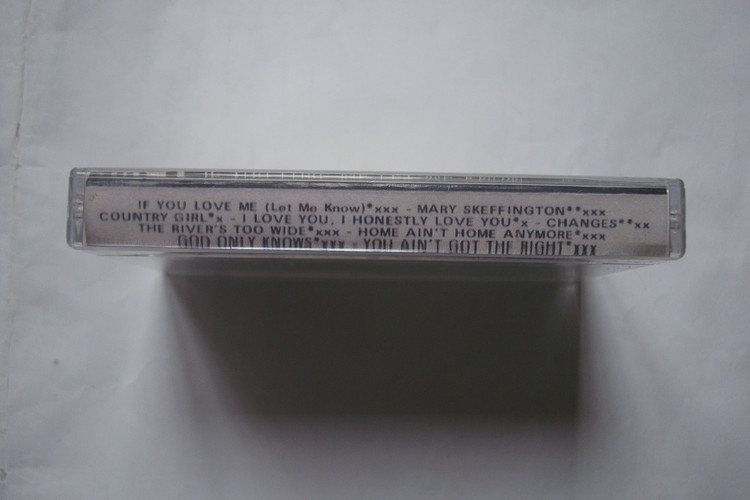 IF YOU LOVE ME (Let Me Know)*xxx - MARY SKEFFINGTON**xxx
COUNTRY GIRL*x - I LOVE YOU, I HONESTLY LOVE YOU*x - CHANGES**xx
THE RIVER'S TOO WIDE*xxx - HOME AIN'T HOME ANYMORE*xxx
GOD ONLY KNOWS*xxx - YOU AIN'T GOT THE RIGHT*xxx